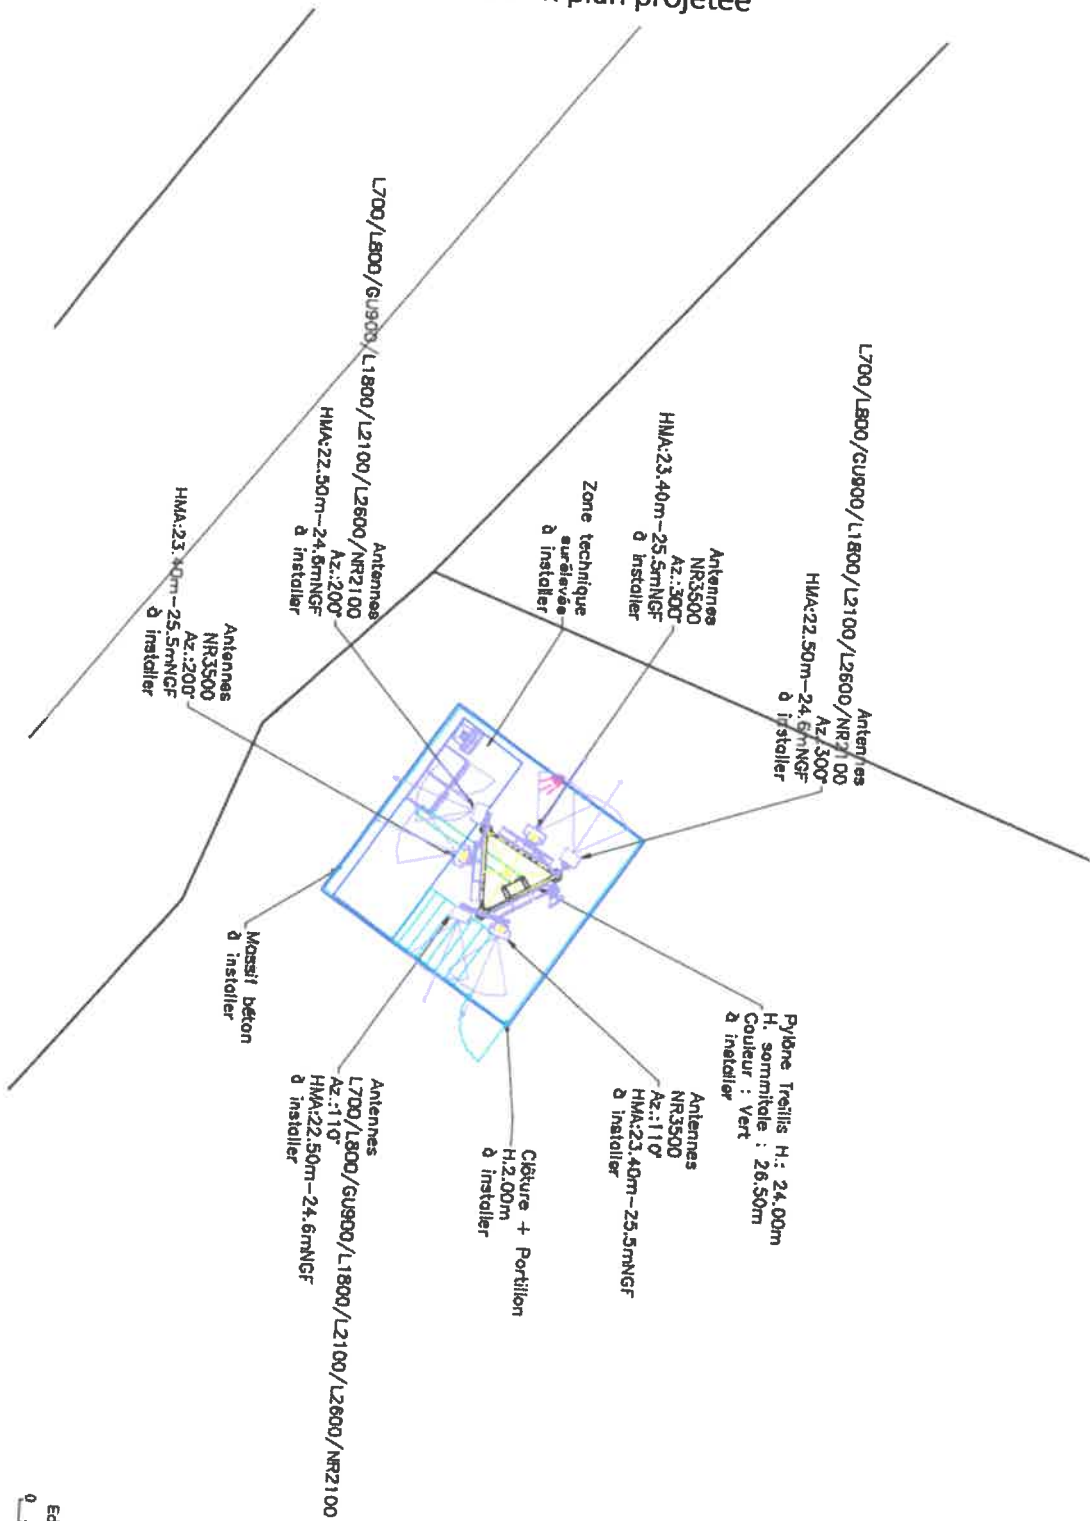 plan projetée
Antennes
L700/L800/GU900/L1800/L2100/L2600/NR2100
Az.:300°
HMA:22.50m-24.6mNGF
à installer
Antennes
NR3500
Az.:300°
HMA:23.40m-25.5mNGF
à installer
Zone technique
surélevée
à installer
Antennes
L700/L800/GU900/L1800/L2100/L2600/NR2100
Az.:200°
HMA:22.50m-24.6mNGF
à installer
Antennes
NR3500
Az.:200°
HMA:23.40m-25.5mNGF
à installer
Pylône Treillis H.: 24.00m
H. sommitale : 26.50m
Couleur : Vert
à installer
Antennes
NR3500
Az.:110°
HMA:23.40m-25.5mNGF
à installer
Clôture + Portillon
H.2.00m
à installer
Antennes
L700/L800/GU900/L1800/L2100/L2600/NR2100
Az.:110°
HMA:22.50m-24.6mNGF
à installer
Massif béton
à installer
0